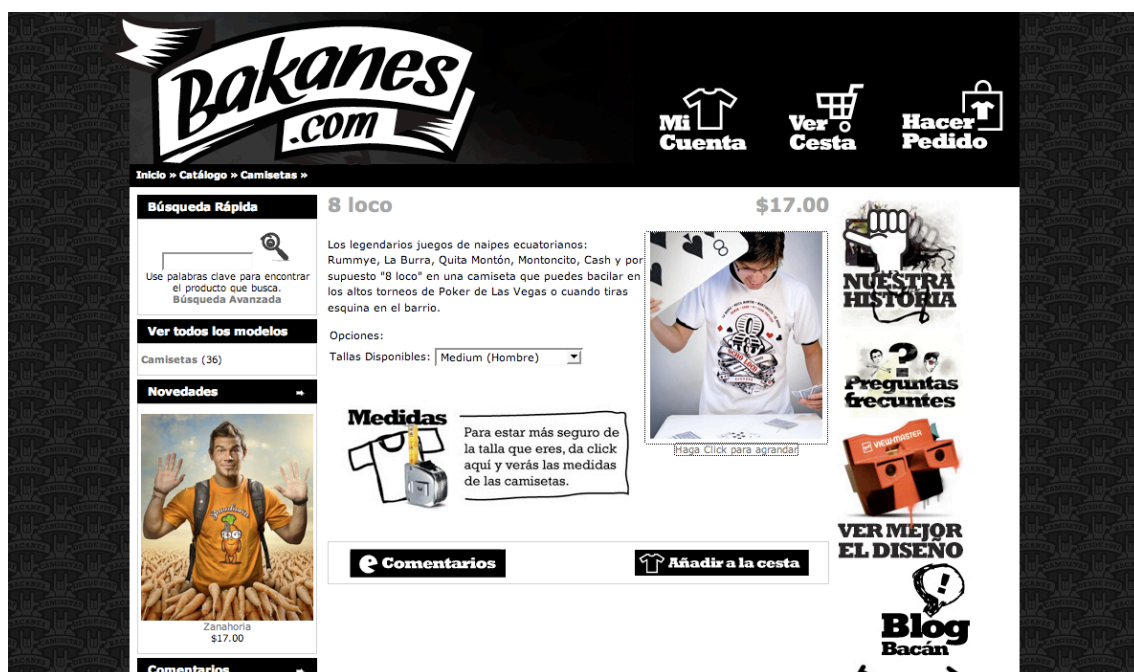 Bakanes
.com
Mi
Cuenta
Ver
Cesta
Hacer
Pedido
Inicio » Catálogo » Camisetas »
Búsqueda Rápida
Use palabras clave para encontrar
el producto que busca.
Búsqueda Avanzada
Ver todos los modelos
Camisetas (36)
Novedades
Zanahoria
$17.00
Comentarios
8 loco
$17.00
Los legendarios juegos de naipes ecuatorianos:
Rummye, La Burra, Quita Montón, Montoncito, Cash y por
supuesto "8 loco" en una camiseta que puedes bacilar en
los altos torneos de Poker de Las Vegas o cuando tiras
esquina en el barrio.
Opciones:
Tallas Disponibles: Medium (Hombre)
Medidas
Para estar más seguro de
la talla que eres, da click
aquí y verás las medidas
de las camisetas.
8
OCHO LOCO
Haga Click para agrandar
Comentarios
Añadir a la cesta
NUESTRA
HISTORIA
?
Preguntas
frecuntes
VIEW-MASTER
VER MEJOR
EL DISEÑO
!
Blog
Bacán